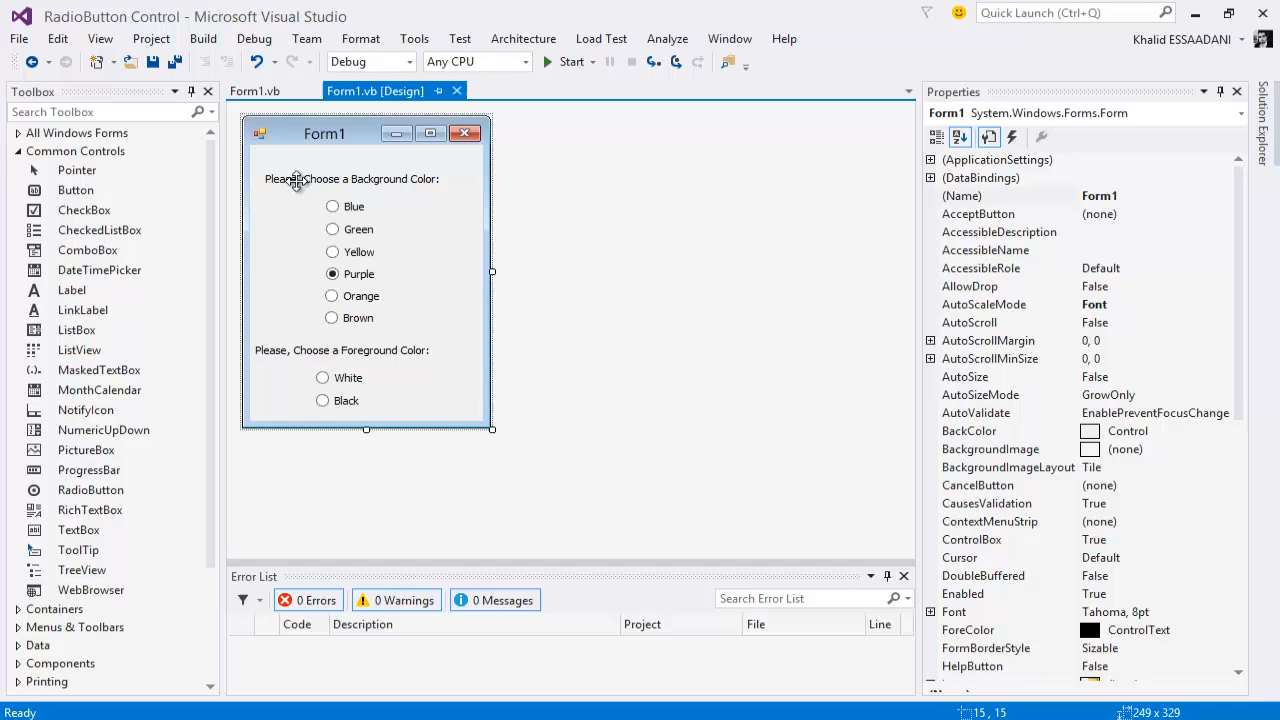 RadioButton Control - Microsoft Visual Studio
Quick Launch (Ctrl+Q)
File Edit View Project Build Debug Team Format Tools Test Architecture Load Test Analyze Window Help
Khalid ESSAADANI
Debug
Any CPU
Start
Toolbox
Search Toolbox
All Windows Forms
Common Controls
Pointer
Button
CheckBox
CheckedListBox
ComboBox
DateTimePicker
Label
LinkLabel
ListBox
ListView
MaskedTextBox
MonthCalendar
NotifyIcon
NumericUpDown
PictureBox
ProgressBar
RadioButton
RichTextBox
TextBox
ToolTip
TreeView
WebBrowser
Containers
Menus & Toolbars
Data
Components
Printing
Form1.vb
Form1.vb [Design]
Form1
Please, Choose a Background Color:
Blue
Green
Yellow
Purple
Orange
Brown
Please, Choose a Foreground Color:
White
Black
Error List
0 Errors
0 Warnings
0 Messages
Search Error List
Code Description Project File Line
Properties
Form1 System.Windows.Forms.Form
(ApplicationSettings)
(DataBindings)
(Name) Form1
AcceptButton (none)
AccessibleDescription
AccessibleName
AccessibleRole Default
AllowDrop False
AutoScaleMode Font
AutoScroll False
AutoScrollMargin 0, 0
AutoScrollMinSize 0, 0
AutoSize False
AutoSizeMode GrowOnly
AutoValidate EnablePreventFocusChange
BackColor Control
BackgroundImage (none)
BackgroundImageLayout Tile
CancelButton (none)
CausesValidation True
ContextMenuStrip (none)
ControlBox True
Cursor Default
DoubleBuffered False
Enabled True
Font Tahoma, 8pt
ForeColor ControlText
FormBorderStyle Sizable
HelpButton False
Solution Explorer
Ready
15 , 15
249 x 329